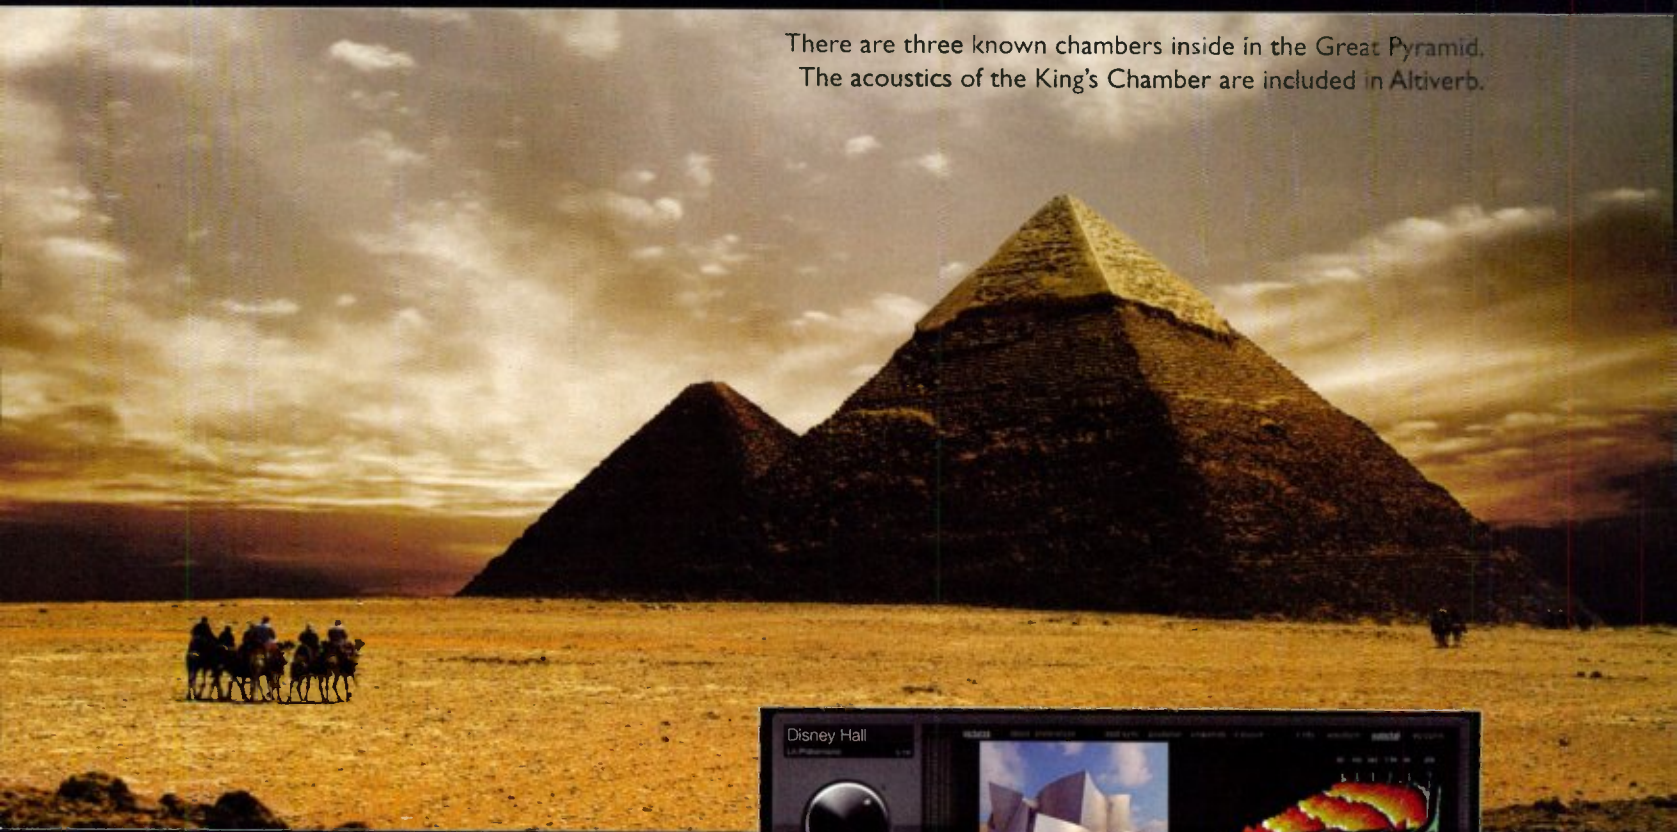 There are three known chambers inside in the Great Pyramid.
The acoustics of the King's Chamber are included in Altiverb.
Disney Hall